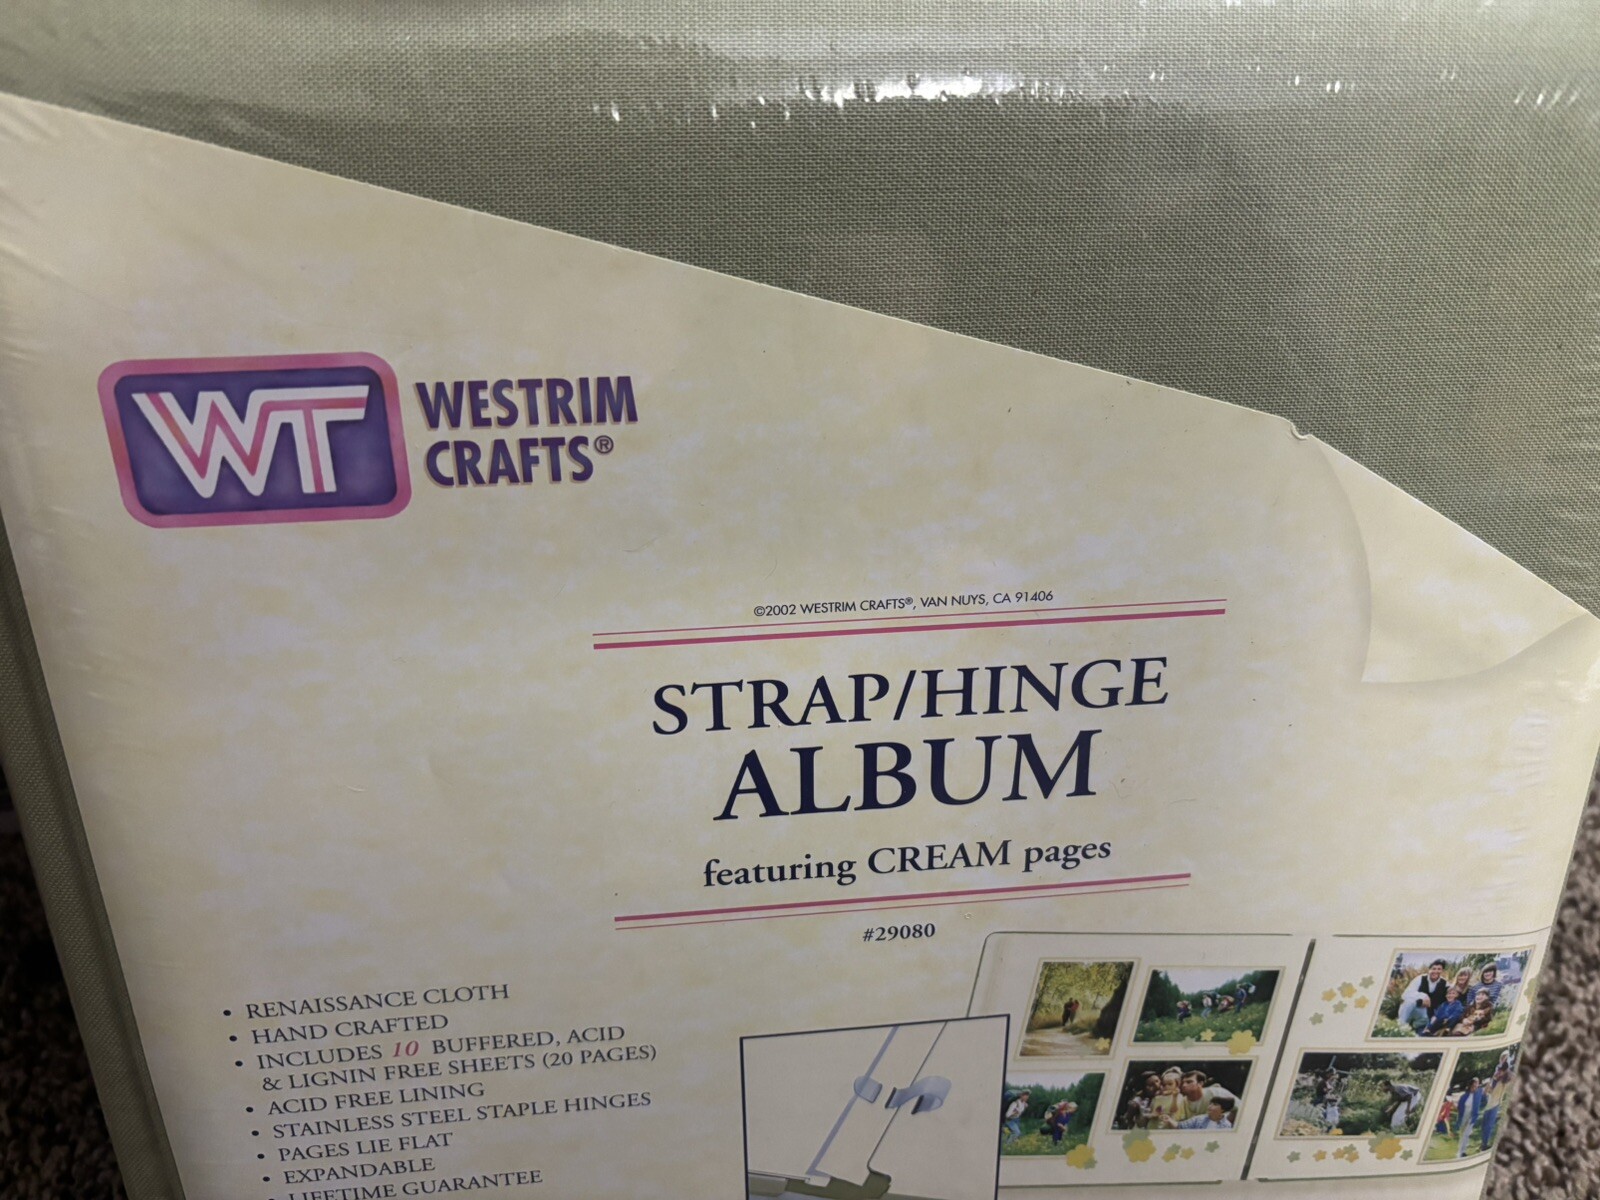 WT
WESTRIM
CRAFTS®
©2002 WESTRIM CRAFTS®, VAN NUYS, CA 91406
STRAP/HINGE
ALBUM
featuring CREAM pages
#29080
• RENAISSANCE CLOTH
• HAND CRAFTED
• INCLUDES 10 BUFFERED, ACID
& LIGNIN FREE SHEETS (20 PAGES)
• ACID FREE LINING
• STAINLESS STEEL STAPLE HINGES
• PAGES LIE FLAT
• EXPANDABLE
• LIFETIME GUARANTEE